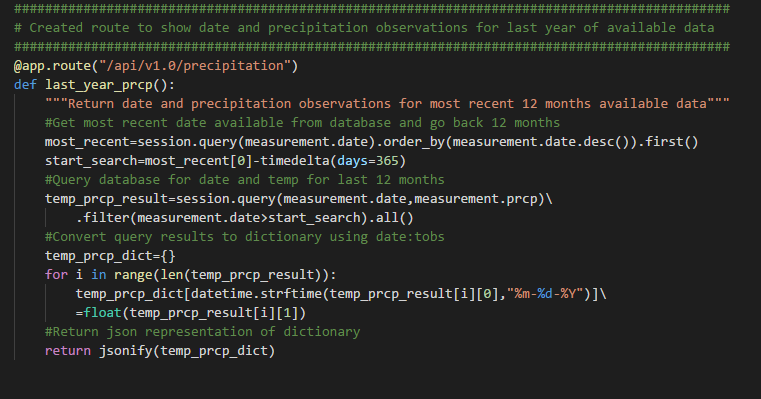 #############################################################################################
# Created route to show date and precipitation observations for last year of available data
#############################################################################################
@app.route("/api/v1.0/precipitation")
def last_year_prcp():
    """Return date and precipitation observations for most recent 12 months available data"""
    #Get most recent date available from database and go back 12 months
    most_recent=session.query(measurement.date).order_by(measurement.date.desc()).first()
    start_search=most_recent[0]-timedelta(days=365)
    #Query database for date and temp for last 12 months
    temp_prcp_result=session.query(measurement.date,measurement.prcp)\
        .filter(measurement.date>start_search).all()
    #Convert query results to dictionary using date:tobs
    temp_prcp_dict={}
    for i in range(len(temp_prcp_result)):
        temp_prcp_dict[datetime.strftime(temp_prcp_result[i][0],"%m-%d-%Y")]\
        =float(temp_prcp_result[i][1])
    #Return json representation of dictionary
    return jsonify(temp_prcp_dict)